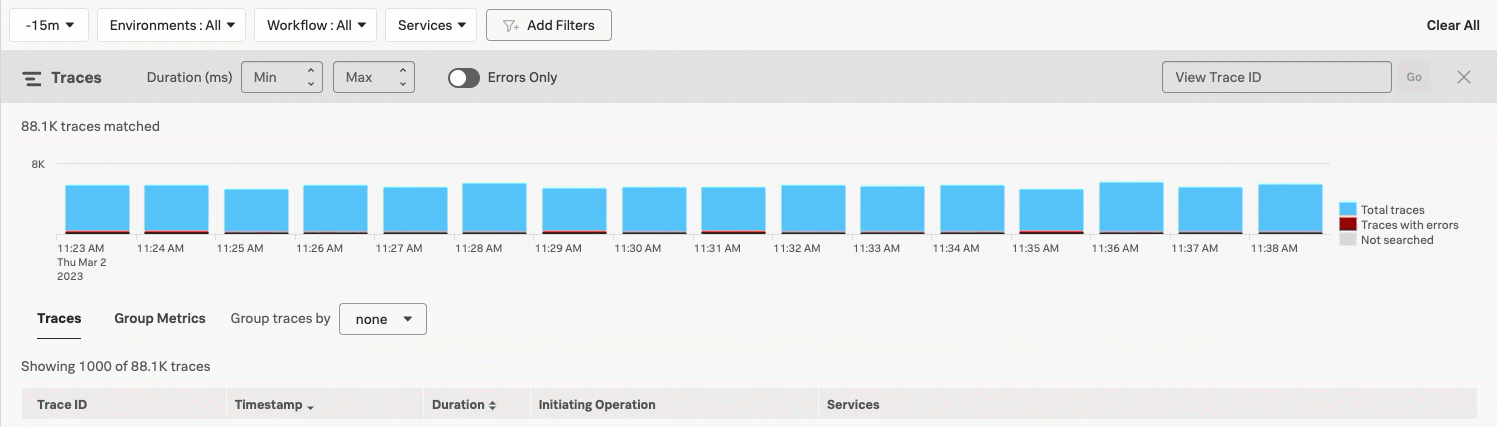 -15m Environments : All Workflow : All Services Add Filters Clear All
Traces Duration (ms) Min Max Errors Only View Trace ID Go
88.1K traces matched
8K
11:23 AM 11:24 AM 11:25 AM 11:26 AM 11:27 AM 11:28 AM 11:29 AM 11:30 AM 11:31 AM 11:32 AM 11:33 AM 11:34 AM 11:35 AM 11:36 AM 11:37 AM 11:38 AM
Thu Mar 2
2023
Total traces
Traces with errors
Not searched
Traces Group Metrics Group traces by none
Showing 1000 of 88.1K traces
Trace ID Timestamp Duration Initiating Operation Services